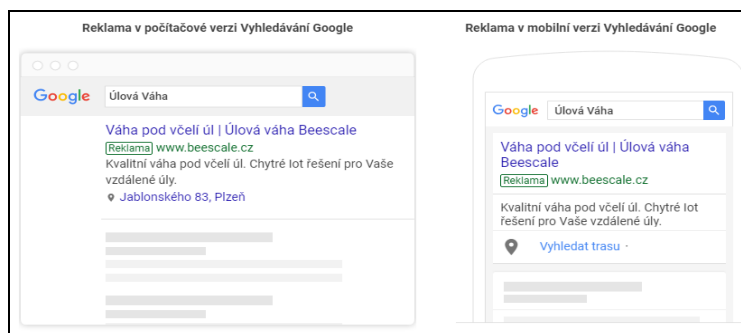 Reklama v počítačové verzi Vyhledávání Google
Google
Úlová Váha
Váha pod včelí úl | Úlová váha Beescale
Reklama www.beescale.cz
Kvalitní váha pod včelí úl. Chytré Iot řešení pro Vaše
vzdálené úly.
Jablonského 83, Plzeň
Reklama v mobilní verzi Vyhledávání Google
Google
Úlová Váha
Váha pod včelí úl | Úlová váha
Beescale
Reklama www.beescale.cz
Kvalitní váha pod včelí úl. Chytré Iot
řešení pro Vaše vzdálené úly.
Vyhledat trasu ·